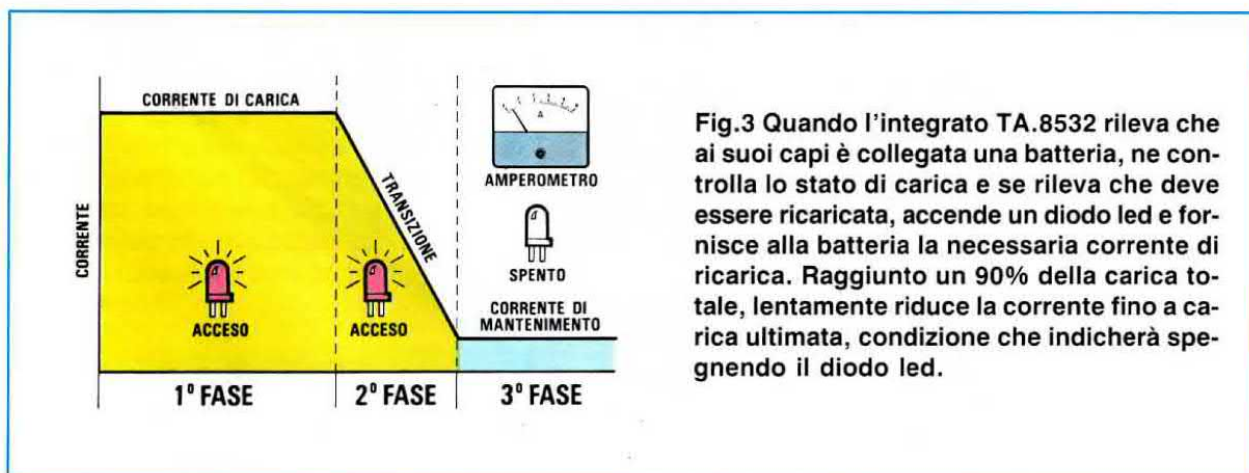 CORRENTE DI CARICA
CORRENTE
TRANSIZIONE
ACCESO
ACCESO
A
AMPEROMETRO
SPENTO
CORRENTE DI
MANTENIMENTO
1° FASE
2° FASE
3° FASE
Fig.3 Quando l'integrato TA.8532 rileva che
ai suoi capi è collegata una batteria, ne con-
trolla lo stato di carica e se rileva che deve
essere ricaricata, accende un diodo led e for-
nisce alla batteria la necessaria corrente di
ricarica. Raggiunto un 90% della carica to-
tale, lentamente riduce la corrente fino a ca-
rica ultimata, condizione che indicherà spe-
gnendo il diodo led.